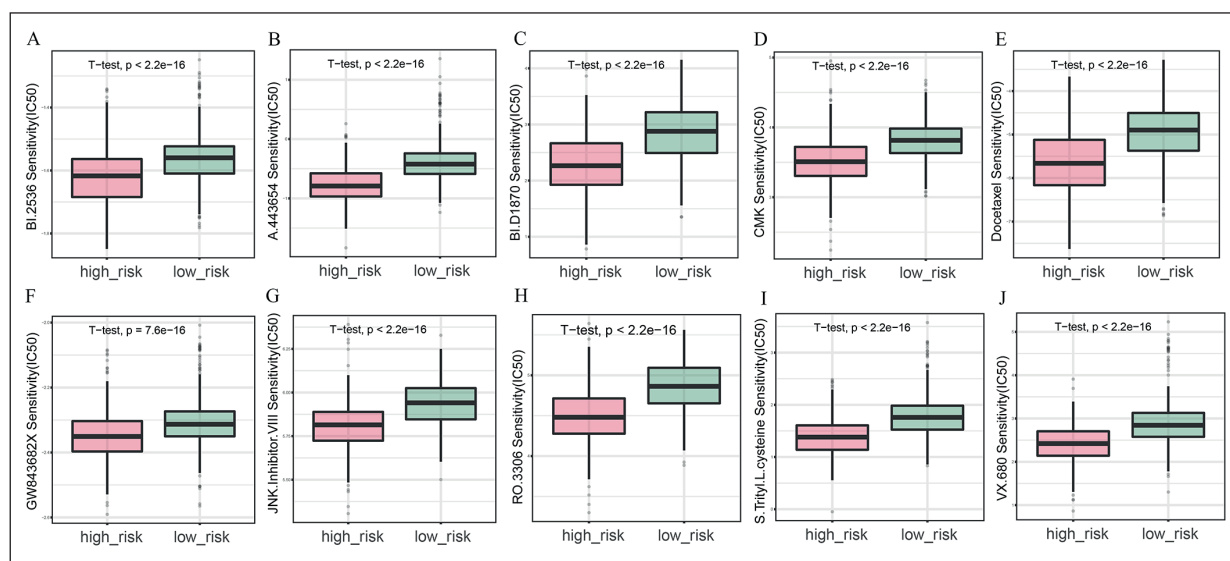 A
T-test, p < 2.2e-16
BI.2536 Sensitivity(IC50)
high_risk low_risk
B
T-test, p < 2.2e-16
A.443654 Sensitivity(IC50)
high_risk low_risk
C
T-test, p < 2.2e-16
BI.D1870 Sensitivity(IC50)
high_risk low_risk
D
T-test, p < 2.2e-16
CMK Sensitivity(IC50)
high_risk low_risk
E
T-test, p < 2.2e-16
Docetaxel Sensitivity(IC50)
high_risk low_risk
F
T-test, p = 7.6e-16
GW843682X Sensitivity(IC50)
high_risk low_risk
G
T-test, p < 2.2e-16
JNK.Inhibitor.VIII Sensitivity(IC50)
high_risk low_risk
H
T-test, p < 2.2e-16
RO.3306 Sensitivity(IC50)
high_risk low_risk
I
T-test, p < 2.2e-16
S.Trityl.L.cysteine Sensitivity(IC50)
high_risk low_risk
J
T-test, p < 2.2e-16
VX.680 Sensitivity(IC50)
high_risk low_risk